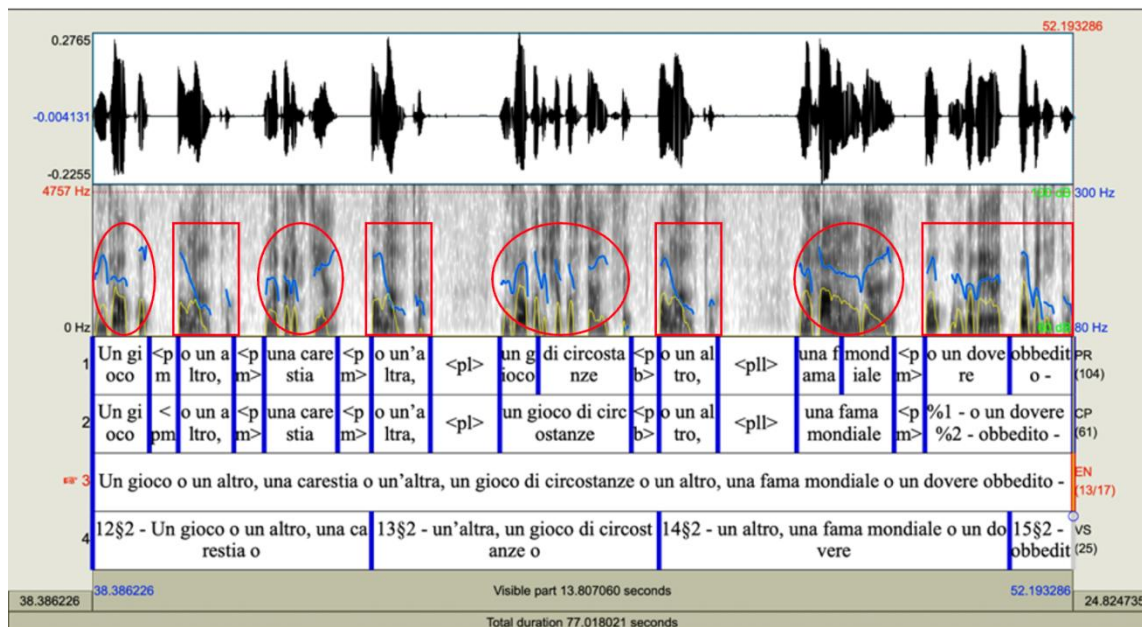 52.193286
0.2765
-0.004131
-0.2255
4757 Hz
300 Hz
0 Hz
80 Hz
Un gi <p o un a <p una care <p o un'a <pl> un g di circosta <p o un al <pll> una f mond <p o un dove obbedit PR
1 oco m ltro, m> stia m> ltra, ioco nze b> tro, ama iale m> re o - (104)
Un gi < o un a <p una care <p o un'a <pl> un gioco di circ <p o un al <pll> una fama <p %1 - o un dovere CP
2 oco pm ltro, m> stia m> ltra, ostanze b> tro, mondiale m> %2 - obbedito - (61)
3 Un gioco o un altro, una carestia o un'altra, un gioco di circostanze o un altro, una fama mondiale o un dovere obbedito - EN
(13/17)
12§2 - Un gioco o un altro, una ca 13§2 - un'altra, un gioco di circost 14§2 - un altro, una fama mondiale o un do 15§2 - VS
4 restia o anze o vere obbedit (25)
38.386226 Visible part 13.807060 seconds 52.193286
38.386226 24.824735
Total duration 77.018021 seconds